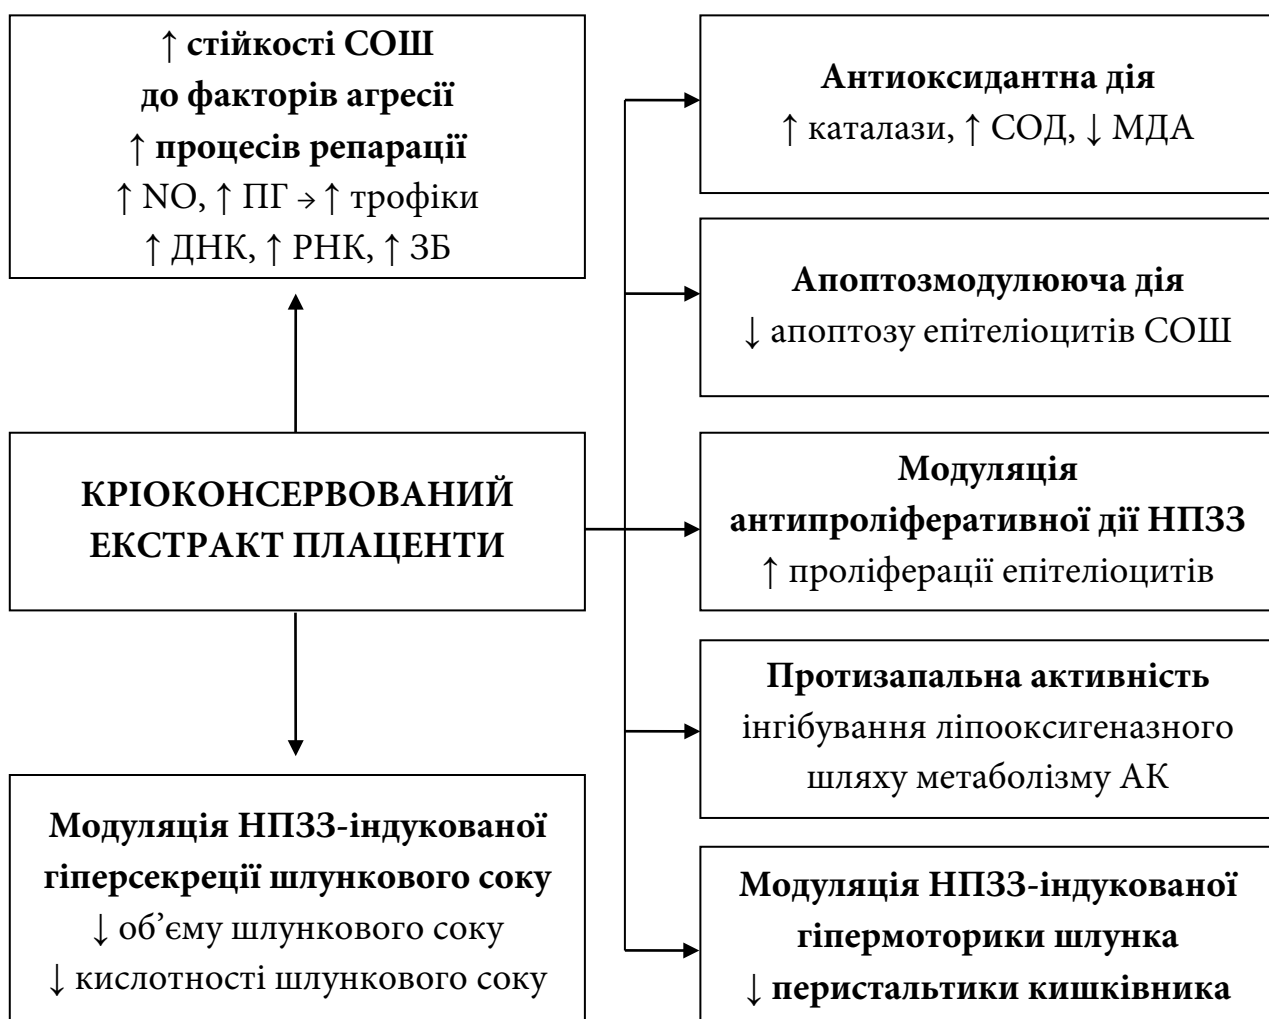 ↑ стійкості СОШ
до факторів агресії
↑ процесів репарації
↑ NO, ↑ ПГ → ↑ трофіки
↑ ДНК, ↑ РНК, ↑ ЗБ
КРІОКОНСЕРВОВАНИЙ
ЕКСТРАКТ ПЛАЦЕНТИ
Модуляція НПЗЗ-індукованої
гіперсекреції шлункового соку
↓ об’єму шлункового соку
↓ кислотності шлункового соку
Антиоксидантна дія
↑ каталази, ↑ СОД, ↓ МДА
Апоптозмодулююча дія
↓ апоптозу епітеліоцитів СОШ
Модуляція
антипроліферативної дії НПЗЗ
↑ проліферації епітеліоцитів
Протизапальна активність
інгібування ліпооксигеназного
шляху метаболізму АК
Модуляція НПЗЗ-індукованої
гіпермоторики шлунка
↓ перистальтики кишківника